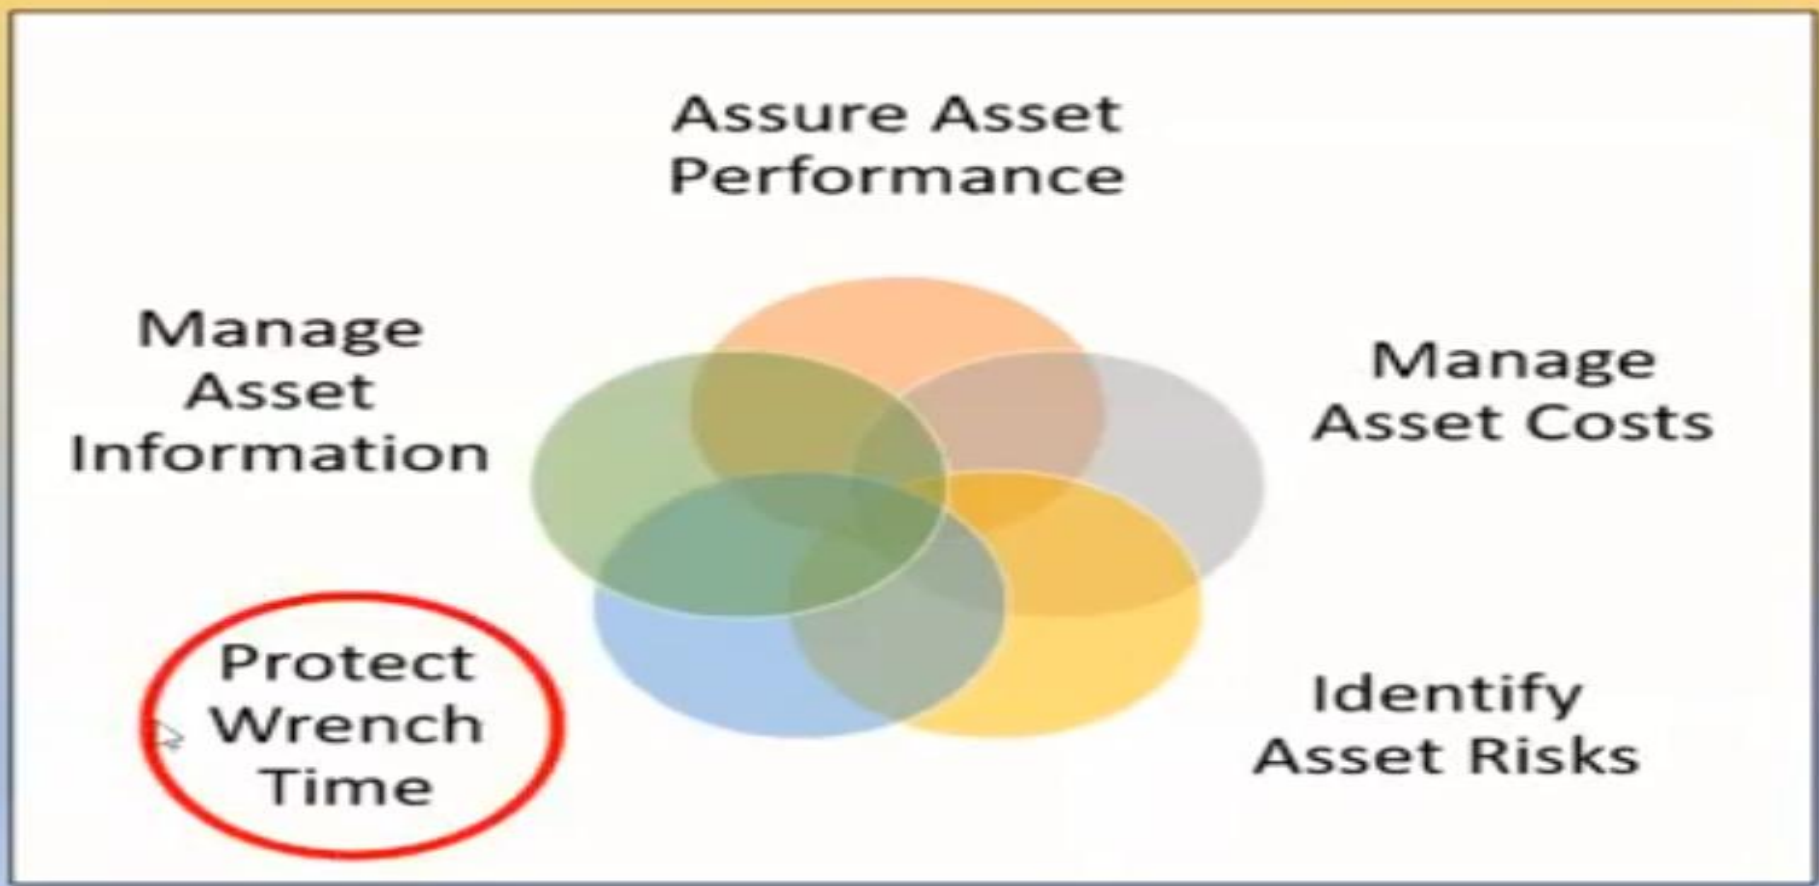 Assure Asset
Performance
Manage
Asset
Information
Manage
Asset Costs
Protect
Wrench
Time
Identify
Asset Risks